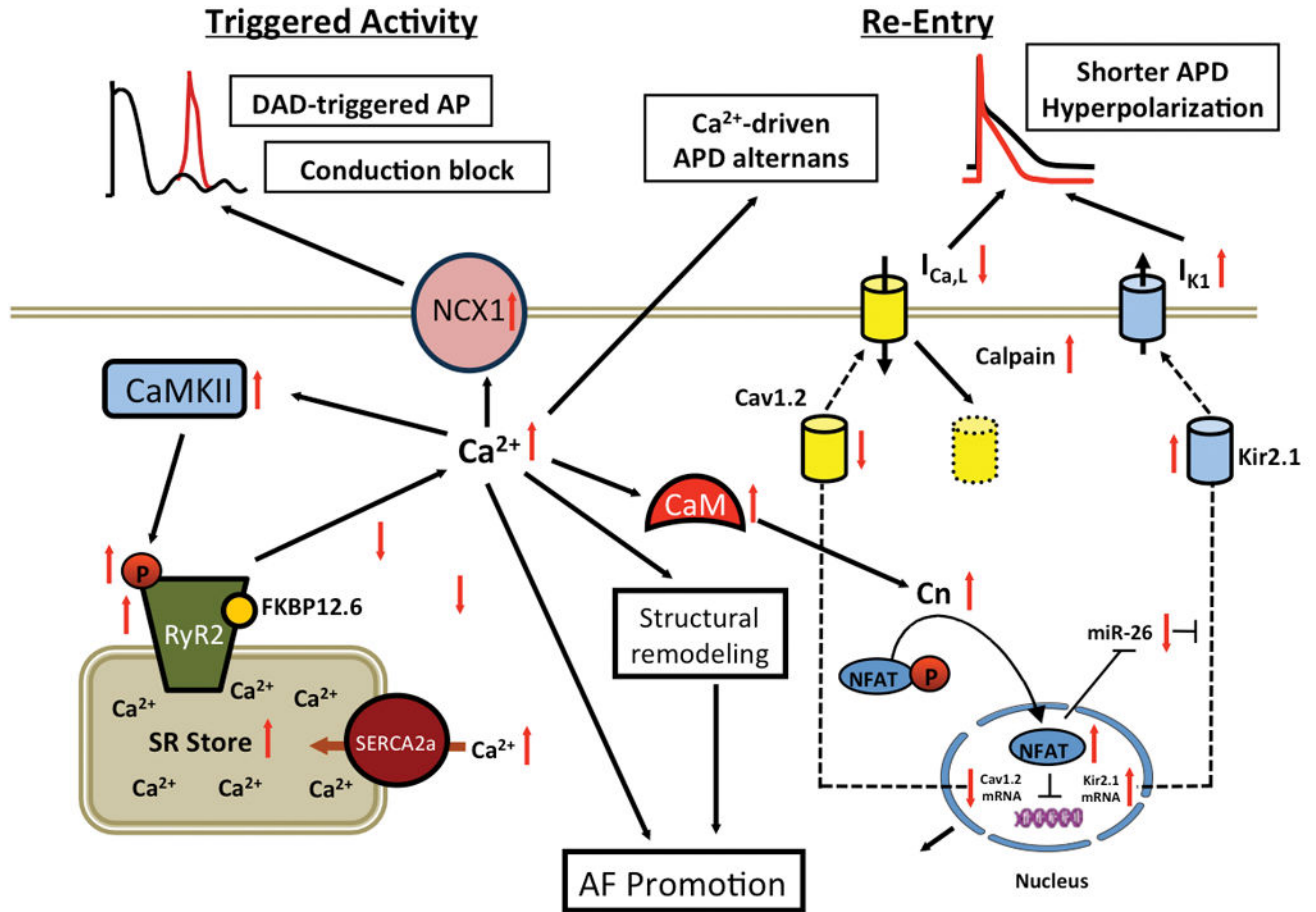 Triggered Activity
Re-Entry
DAD-triggered AP
Conduction block
Ca²⁺-driven
APD alternans
Shorter APD
Hyperpolarization
I_Ca,L
I_K1
NCX1
Calpain
CaMKII
Cav1.2
Ca²⁺
Kir2.1
CaM
P
FKBP12.6
RyR2
Cn
Structural
remodeling
miR-26
NFAT
P
Ca²⁺
Ca²⁺
Ca²⁺
SR Store
SERCA2a
Ca²⁺
Ca²⁺
Ca²⁺
Ca²⁺
NFAT
Cav1.2
mRNA
Kir2.1
mRNA
AF Promotion
Nucleus